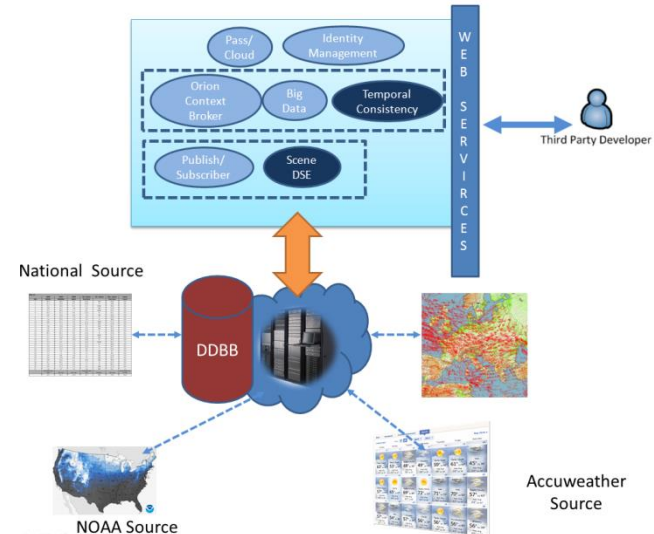 Pass/
Cloud
Identity
Management
Orion
Context
Broker
Big
Data
Temporal
Consistency
Publish/
Subscriber
Scene
DSE
W
E
B
S
E
R
V
I
R
C
E
S
Third Party Developer
National Source
DDBB
NOAA Source
Accuweather
Source